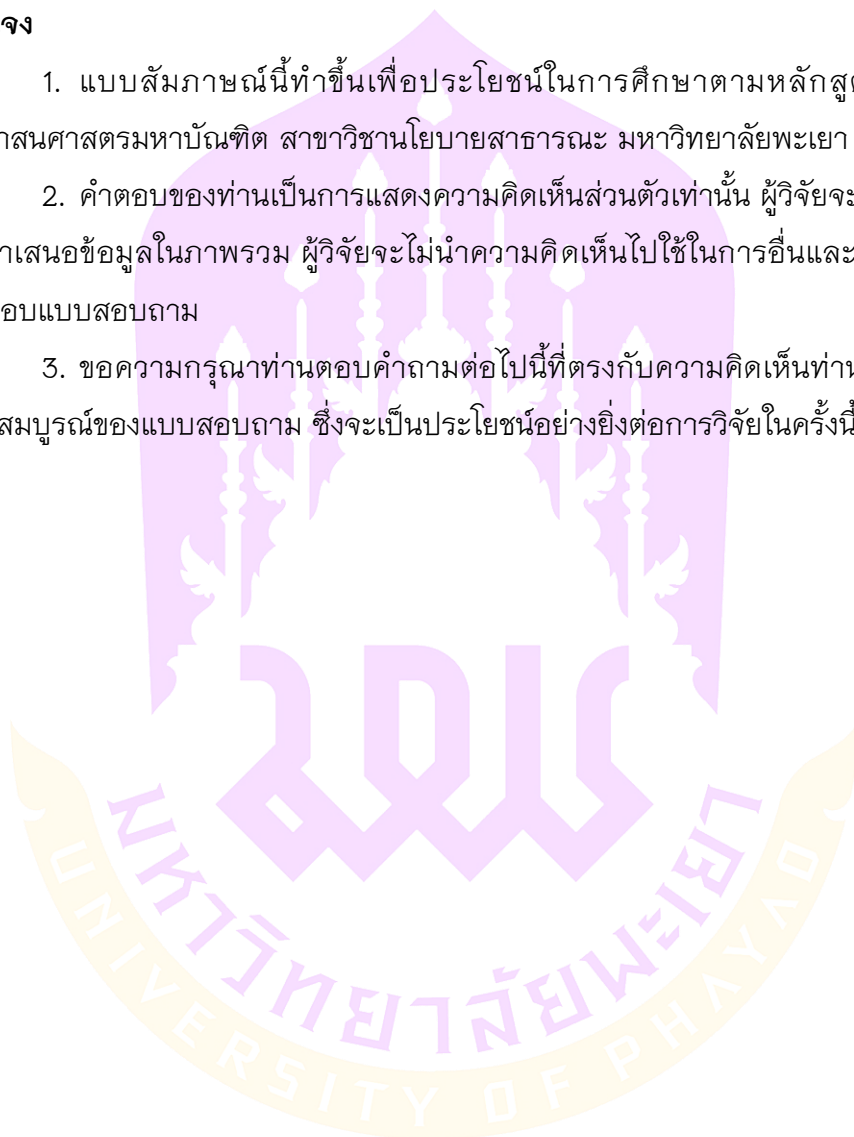 จง
1. แบบสัมภาษณ์นี้ทำขึ้นเพื่อประโยชน์ในการศึกษาตามหลักสูต
าสนศาสตรมหาบัณฑิต สาขาวิชานโยบายสาธารณะ มหาวิทยาลัยพะเยา
2. คำตอบของท่านเป็นการแสดงความคิดเห็นส่วนตัวเท่านั้น ผู้วิจัยจะ
าเสนอข้อมูลในภาพรวม ผู้วิจัยจะไม่นำความคิดเห็นไปใช้ในการอื่นและ
อบแบบสอบถาม
3. ขอความกรุณาท่านตอบคำถามต่อไปนี้ที่ตรงกับความคิดเห็นท่าน
สมบูรณ์ของแบบสอบถาม ซึ่งจะเป็นประโยชน์อย่างยิ่งต่อการวิจัยในครั้งนี้
มหาวิทยาลัยพะเยา
UNIVERSITY OF PHAYAO